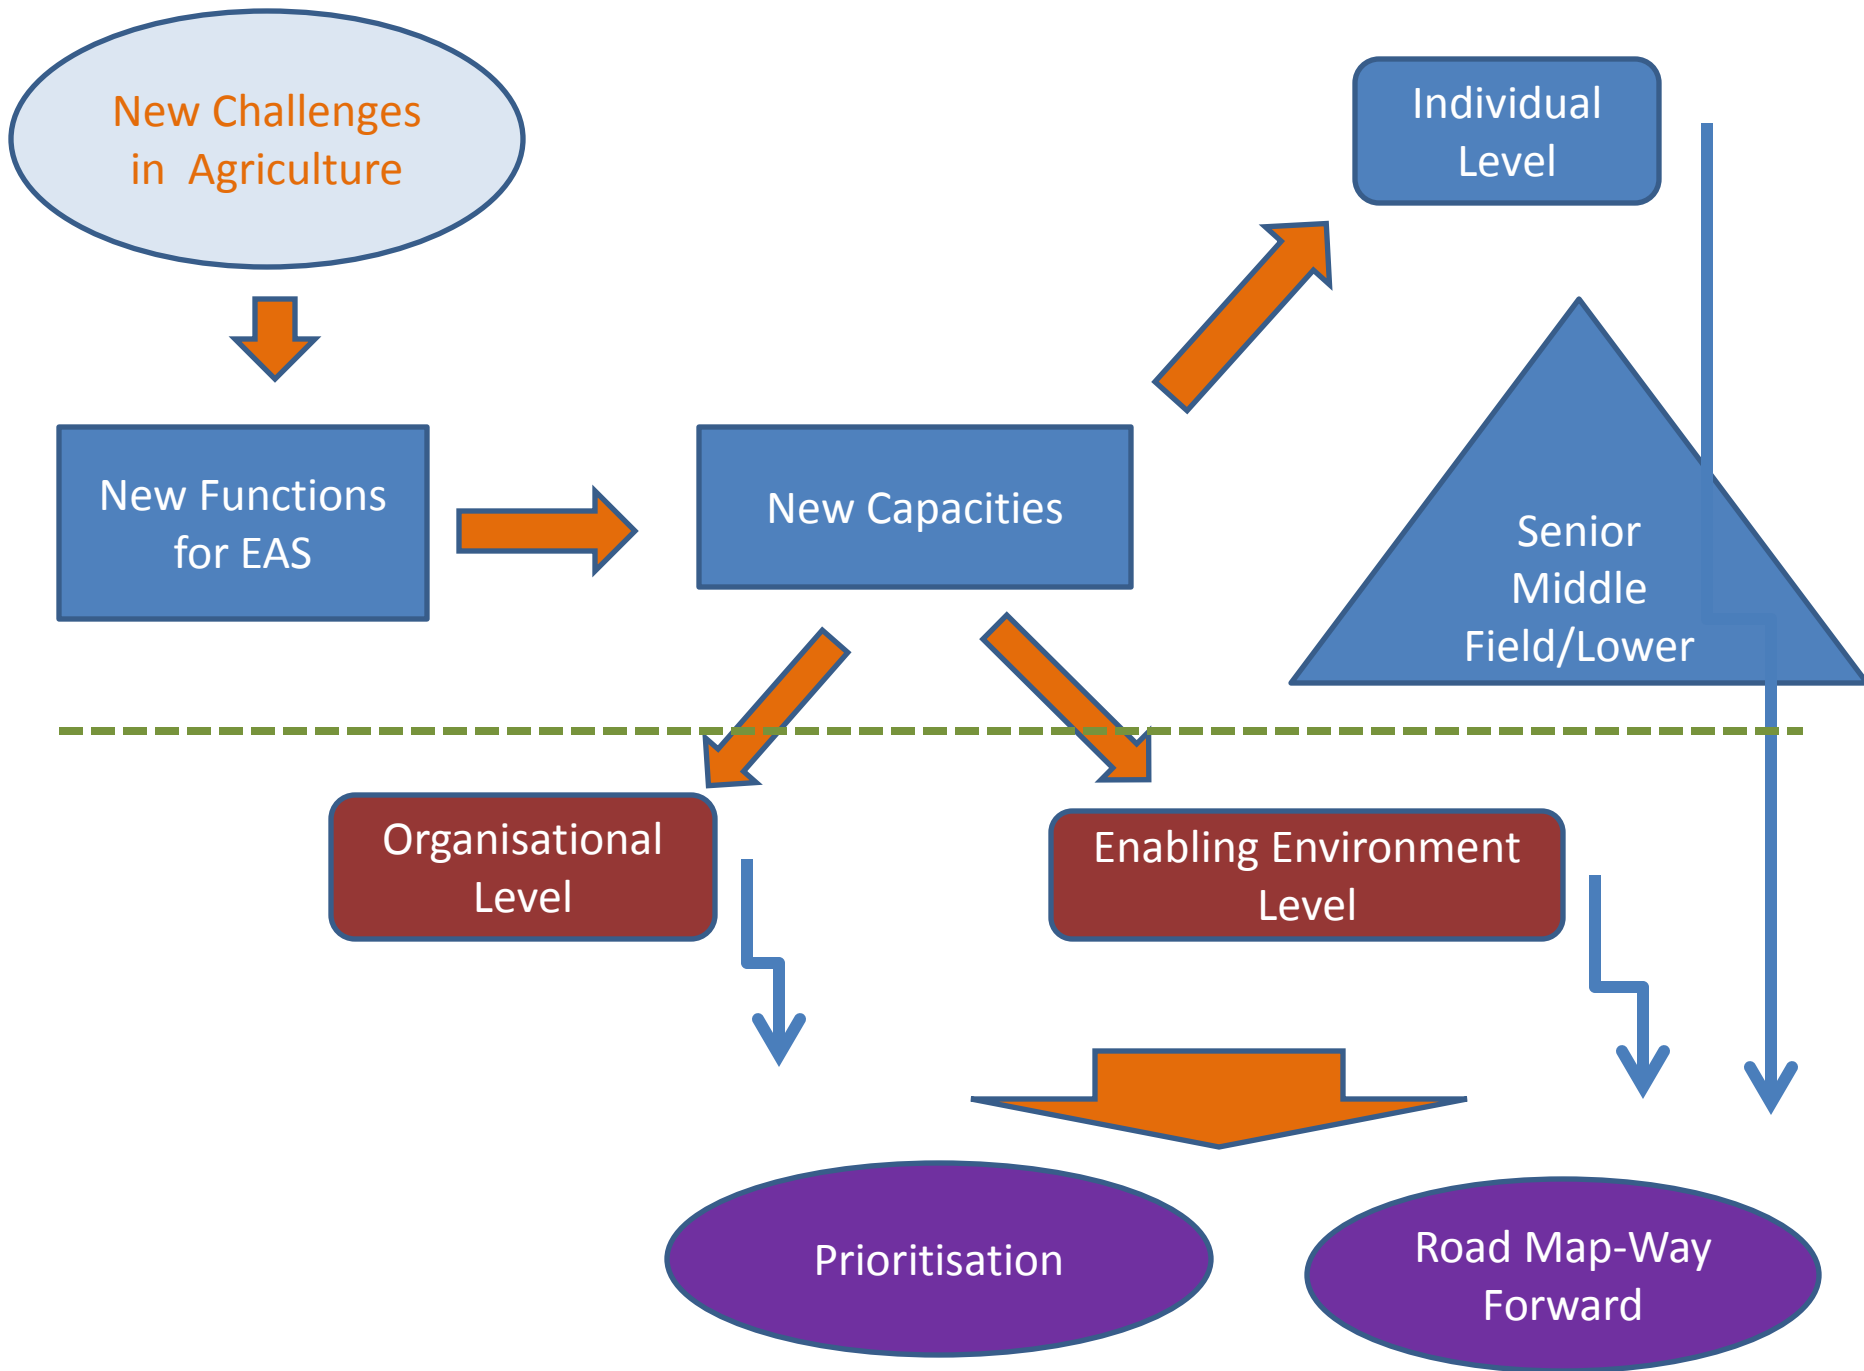 New Challenges
in  Agriculture
Individual
Level
New Functions
for EAS
New Capacities
Senior
Middle
Field/Lower
Organisational
Level
Enabling Environment
Level
Prioritisation
Road Map-Way
Forward